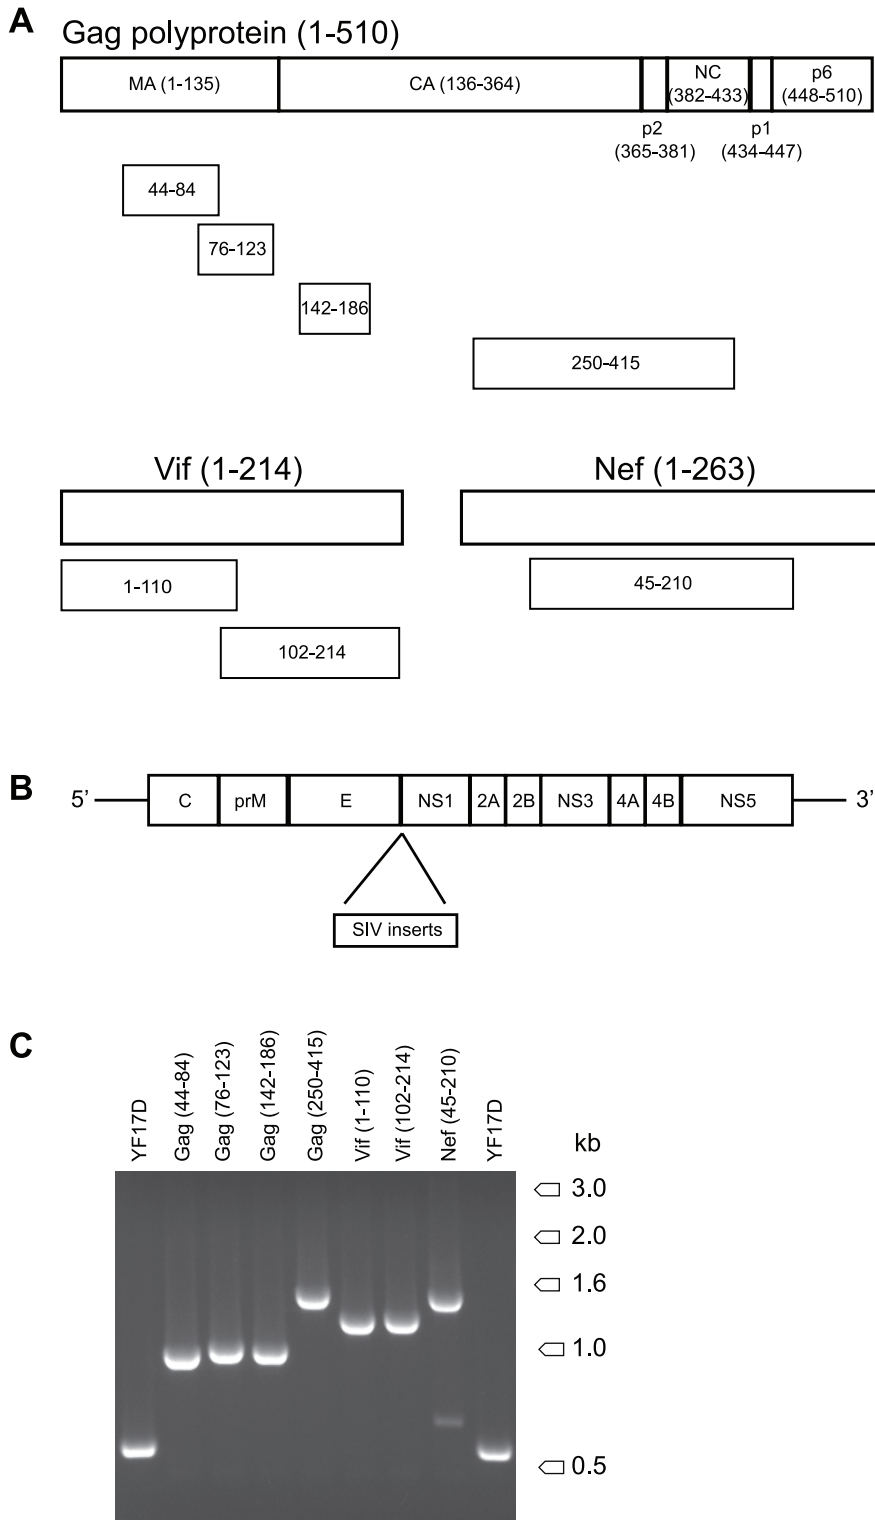 A
Gag polyprotein (1-510)
MA (1-135)
CA (136-364)
NC
(382-433)
p6
(448-510)
p2
(365-381)
p1
(434-447)
44-84
76-123
142-186
250-415
Vif (1-214)
Nef (1-263)
1-110
45-210
102-214
B
5’
C
prM
E
NS1
2A
2B
NS3
4A
4B
NS5
3’
SIV inserts
C
YF17D
Gag (44-84)
Gag (76-123)
Gag (142-186)
Gag (250-415)
Vif (1-110)
Vif (102-214)
Nef (45-210)
YF17D
kb
3.0
2.0
1.6
1.0
0.5